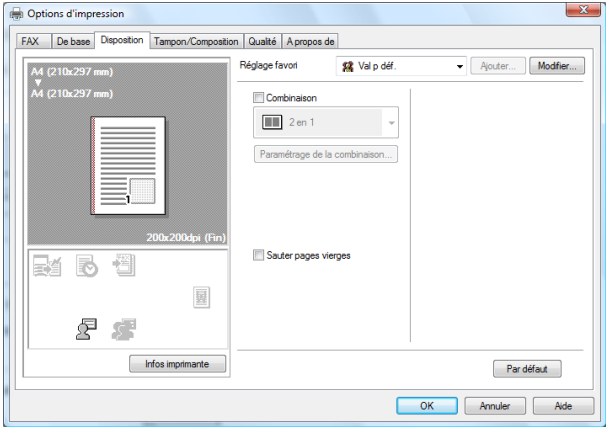 Options d'impression
FAX De base Disposition Tampon/Composition Qualité A propos de
A4 (210x297 mm)
A4 (210x297 mm)
1
200x200dpi (Fin)
Infos imprimante
Réglage favori Val p déf. Ajouter... Modifier...
Combinaison
2 en 1
Paramétrage de la combinaison...
Sauter pages vierges
Par défaut
OK Annuler Aide